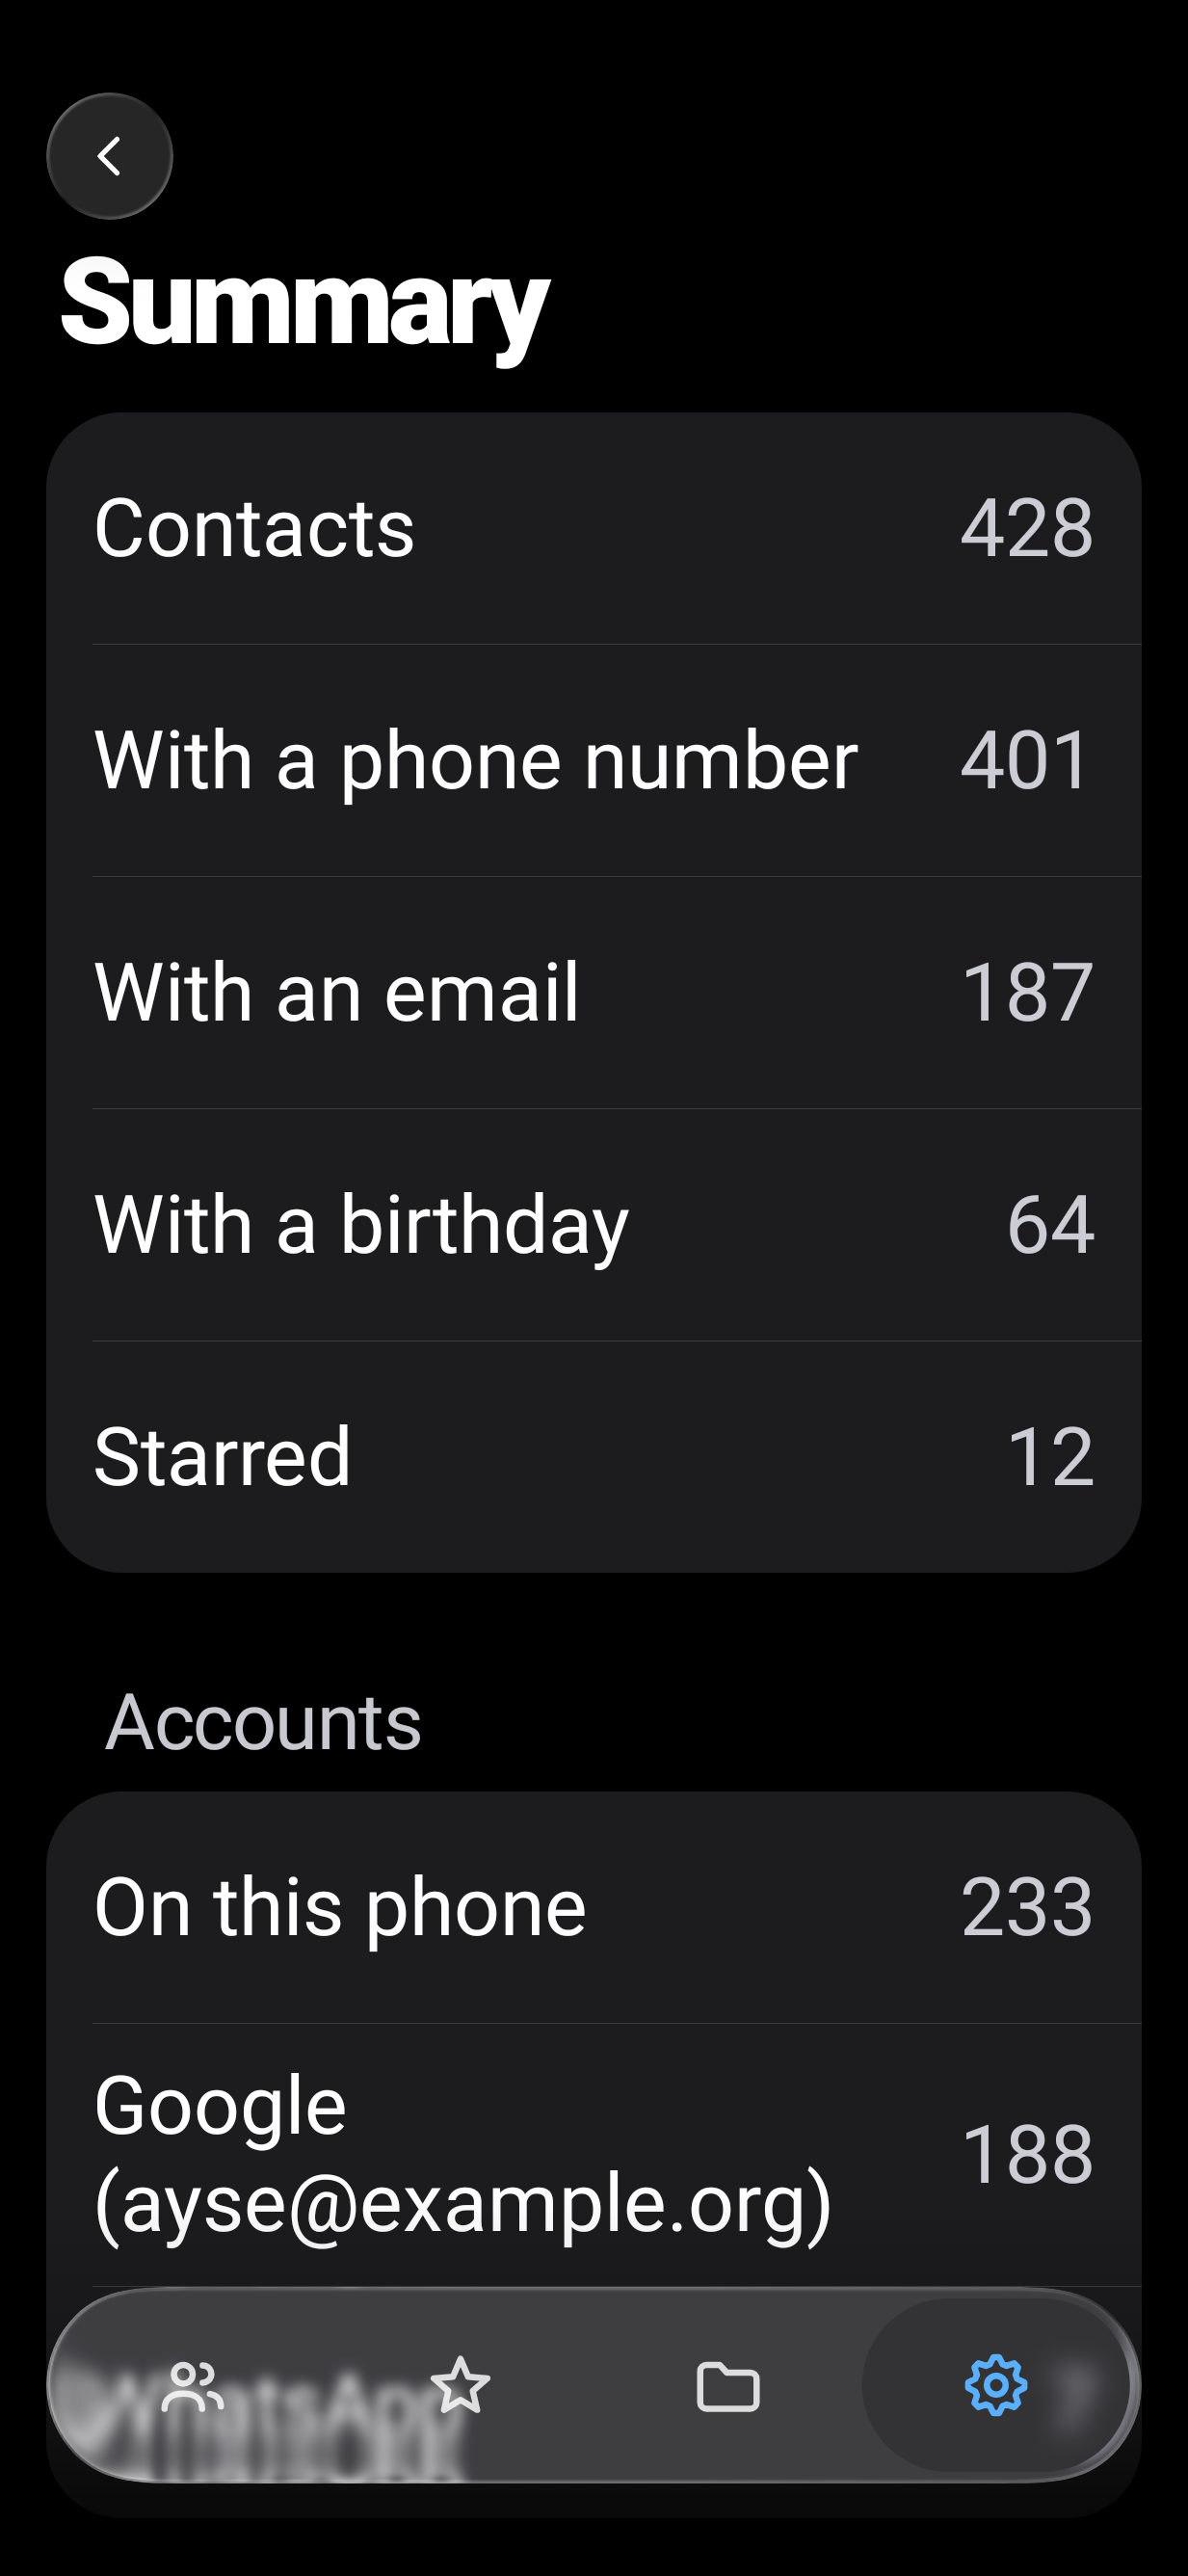 Summary
Contacts 428
With a phone number 401
With an email 187
With a birthday 64
Starred 12
Accounts
On this phone 233
Google
(ayse@example.org) 188